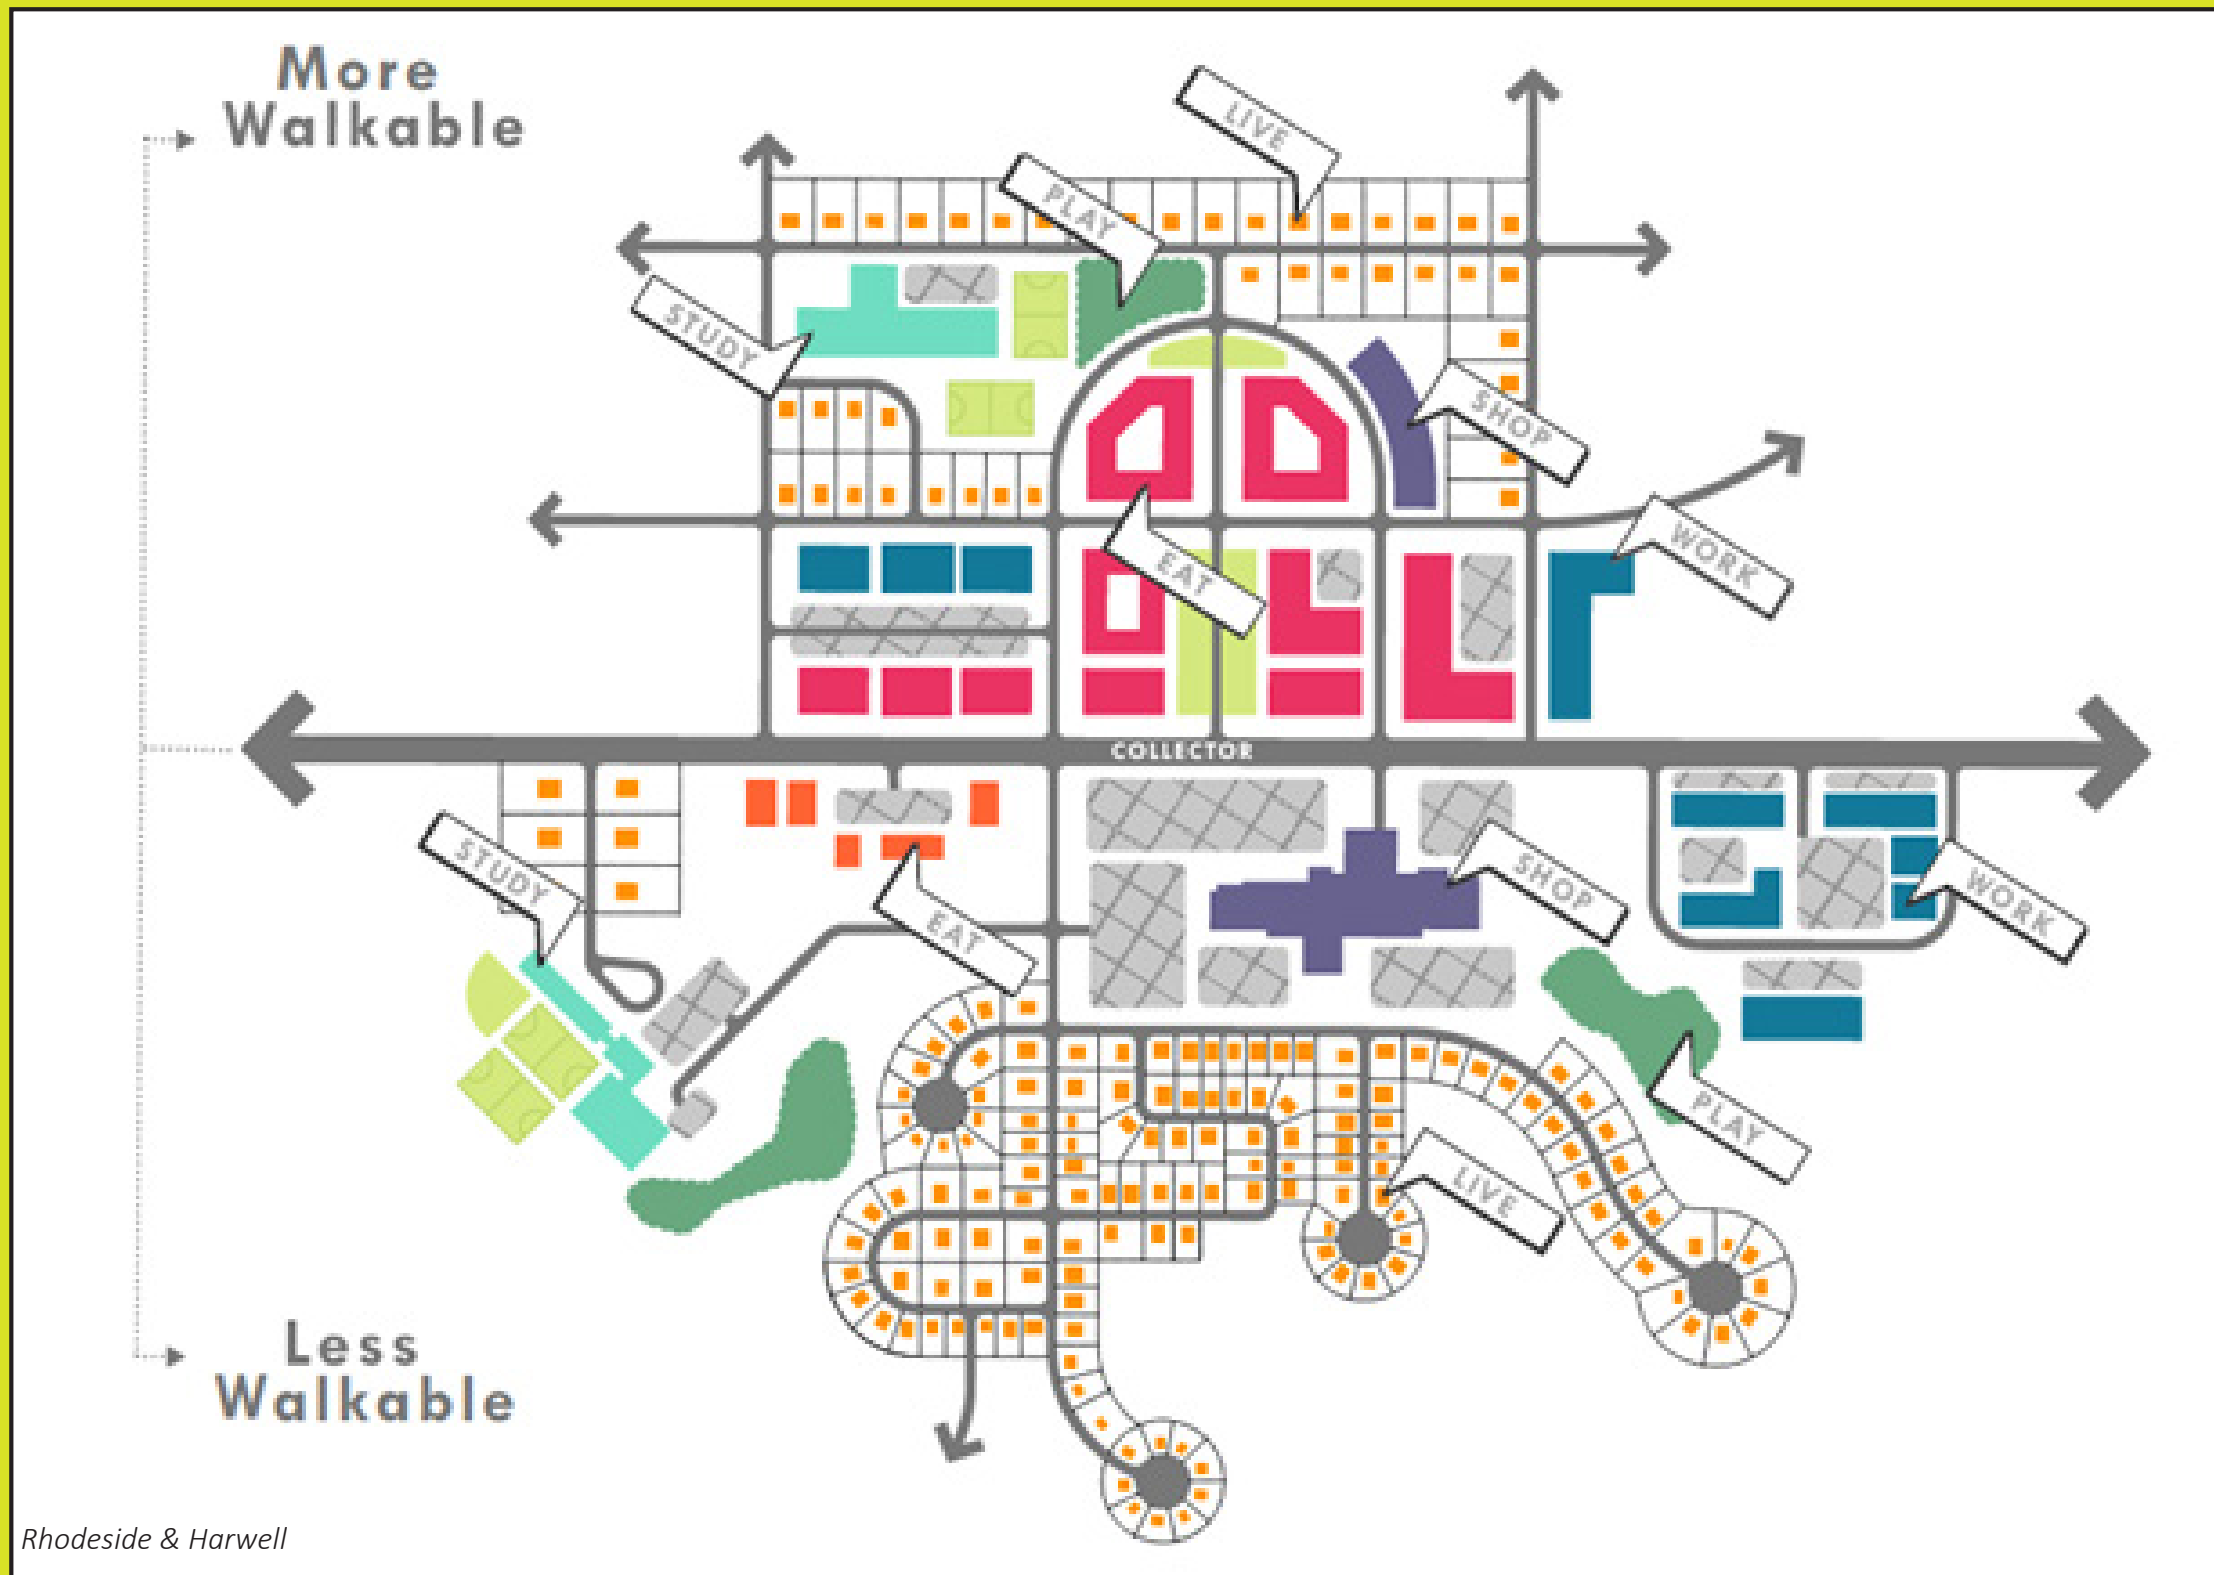 More
Walkable
LIVE
PLAY
STUDY
SHOP
EAT
WORK
COLLECTOR
STUDY
EAT
SHOP
WORK
PLAY
LIVE
Less
Walkable
Rhodeside & Harwell